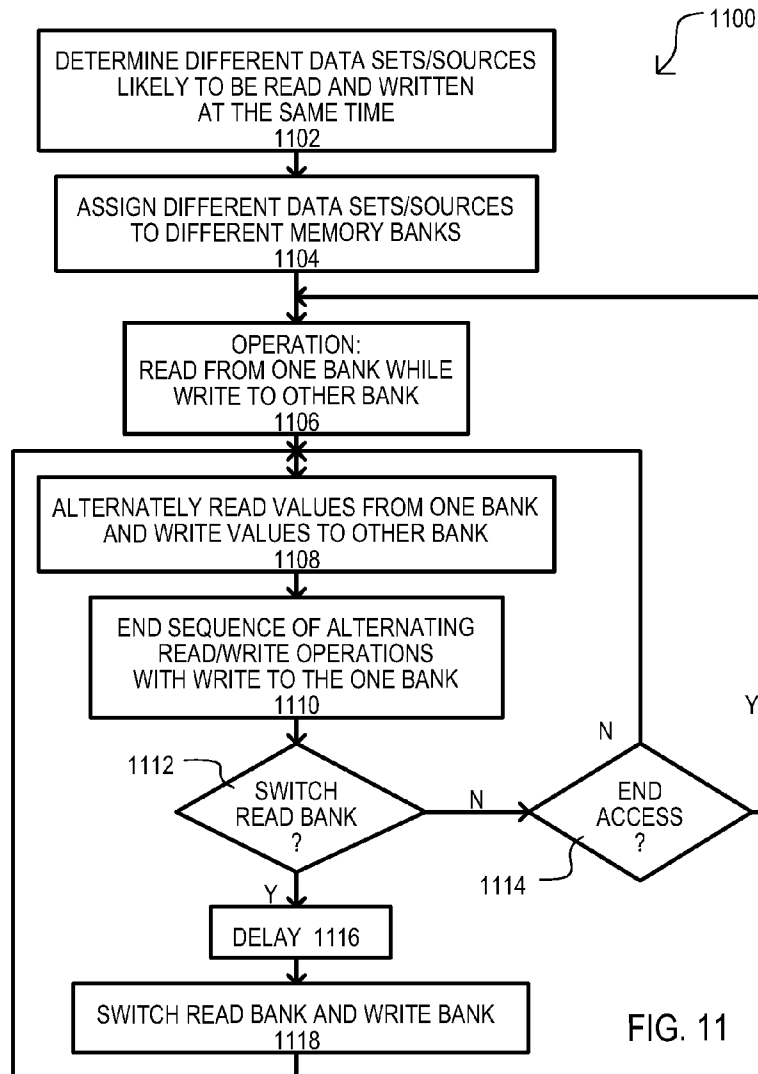 1100
DETERMINE DIFFERENT DATA SETS/SOURCES
LIKELY TO BE READ AND WRITTEN
AT THE SAME TIME
1102
ASSIGN DIFFERENT DATA SETS/SOURCES
TO DIFFERENT MEMORY BANKS
1104
OPERATION:
READ FROM ONE BANK WHILE
WRITE TO OTHER BANK
1106
ALTERNATELY READ VALUES FROM ONE BANK
AND WRITE VALUES TO OTHER BANK
1108
END SEQUENCE OF ALTERNATING
READ/WRITE OPERATIONS
WITH WRITE TO THE ONE BANK
1110
1112
SWITCH
READ BANK
?
N
END
ACCESS
?
N
Y
1114
Y
DELAY 1116
SWITCH READ BANK AND WRITE BANK
1118
FIG. 11